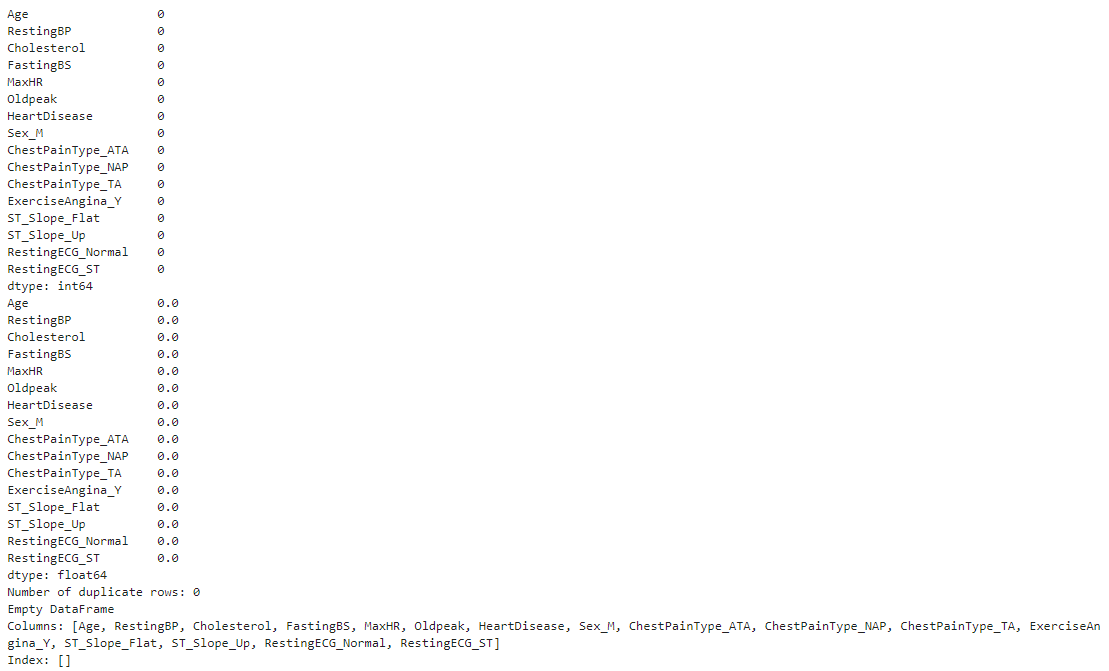 Age 0
RestingBP 0
Cholesterol 0
FastingBS 0
MaxHR 0
Oldpeak 0
HeartDisease 0
Sex_M 0
ChestPainType_ATA 0
ChestPainType_NAP 0
ChestPainType_TA 0
ExerciseAngina_Y 0
ST_Slope_Flat 0
ST_Slope_Up 0
RestingECG_Normal 0
RestingECG_ST 0
dtype: int64
Age 0.0
RestingBP 0.0
Cholesterol 0.0
FastingBS 0.0
MaxHR 0.0
Oldpeak 0.0
HeartDisease 0.0
Sex_M 0.0
ChestPainType_ATA 0.0
ChestPainType_NAP 0.0
ChestPainType_TA 0.0
ExerciseAngina_Y 0.0
ST_Slope_Flat 0.0
ST_Slope_Up 0.0
RestingECG_Normal 0.0
RestingECG_ST 0.0
dtype: float64
Number of duplicate rows: 0
Empty DataFrame
Columns: [Age, RestingBP, Cholesterol, FastingBS, MaxHR, Oldpeak, HeartDisease, Sex_M, ChestPainType_ATA, ChestPainType_NAP, ChestPainType_TA, ExerciseAn
gina_Y, ST_Slope_Flat, ST_Slope_Up, RestingECG_Normal, RestingECG_ST]
Index: []